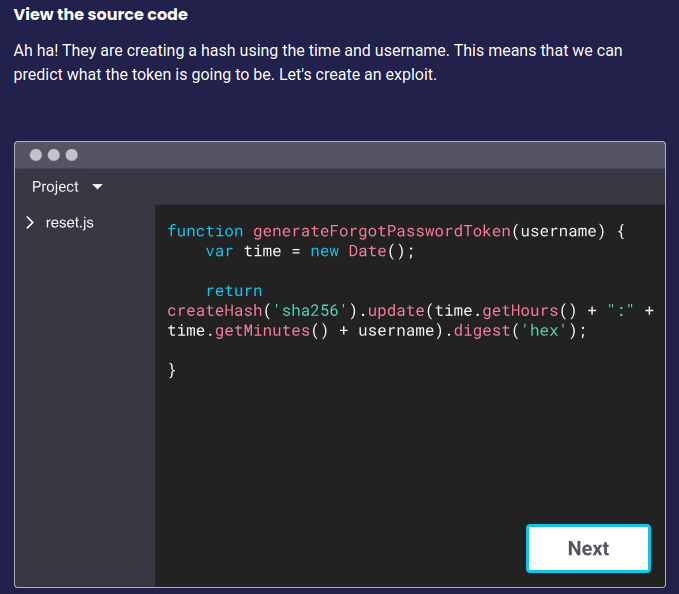 View the source code
Ah ha! They are creating a hash using the time and username. This means that we can
predict what the token is going to be. Let's create an exploit.
Project
reset.js
function generateForgotPasswordToken(username) {
    var time = new Date();
    return
createHash('sha256').update(time.getHours() + ":" +
time.getMinutes() + username).digest('hex');
}
Next